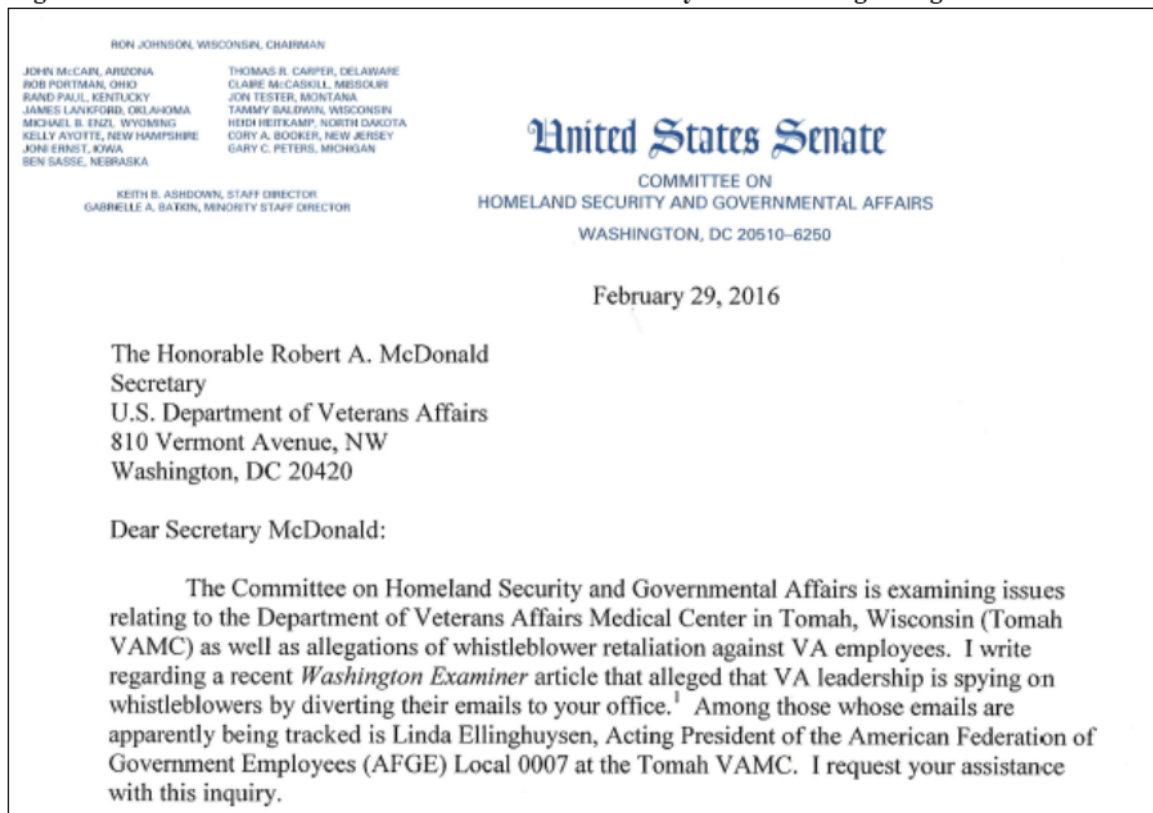 RON JOHNSON, WISCONSIN, CHAIRMAN
JOHN McCAIN, ARIZONA
ROB PORTMAN, OHIO
RAND PAUL, KENTUCKY
JAMES LANKFORD, OKLAHOMA
MICHAEL B. ENZI, WYOMING
KELLY AYOTTE, NEW HAMPSHIRE
JONI ERNST, IOWA
BEN SASSE, NEBRASKA
THOMAS R. CARPER, DELAWARE
CLAIRE McCASKILL, MISSOURI
JON TESTER, MONTANA
TAMMY BALDWIN, WISCONSIN
HEIDI HEITKAMP, NORTH DAKOTA
CORY A. BOOKER, NEW JERSEY
GARY C. PETERS, MICHIGAN
KEITH B. ASHDOWN, STAFF DIRECTOR
GABRIELLE A. BATKIN, MINORITY STAFF DIRECTOR
United States Senate
COMMITTEE ON
HOMELAND SECURITY AND GOVERNMENTAL AFFAIRS
WASHINGTON, DC 20510–6250
February 29, 2016
The Honorable Robert A. McDonald
Secretary
U.S. Department of Veterans Affairs
810 Vermont Avenue, NW
Washington, DC 20420
Dear Secretary McDonald:
The Committee on Homeland Security and Governmental Affairs is examining issues
relating to the Department of Veterans Affairs Medical Center in Tomah, Wisconsin (Tomah
VAMC) as well as allegations of whistleblower retaliation against VA employees. I write
regarding a recent Washington Examiner article that alleged that VA leadership is spying on
whistleblowers by diverting their emails to your office.¹ Among those whose emails are
apparently being tracked is Linda Ellinghuysen, Acting President of the American Federation of
Government Employees (AFGE) Local 0007 at the Tomah VAMC. I request your assistance
with this inquiry.